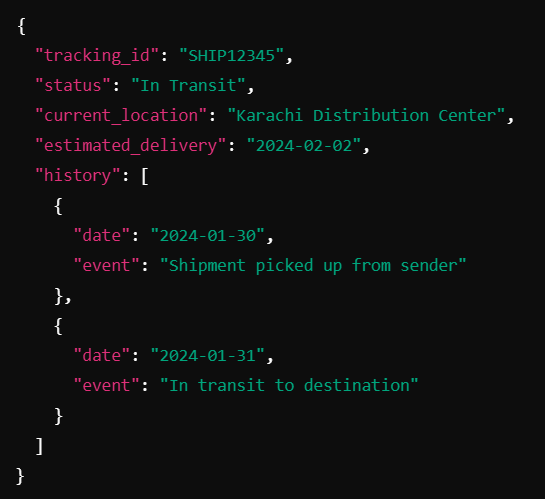 {
  "tracking_id": "SHIP12345",
  "status": "In Transit",
  "current_location": "Karachi Distribution Center",
  "estimated_delivery": "2024-02-02",
  "history": [
    {
      "date": "2024-01-30",
      "event": "Shipment picked up from sender"
    },
    {
      "date": "2024-01-31",
      "event": "In transit to destination"
    }
  ]
}